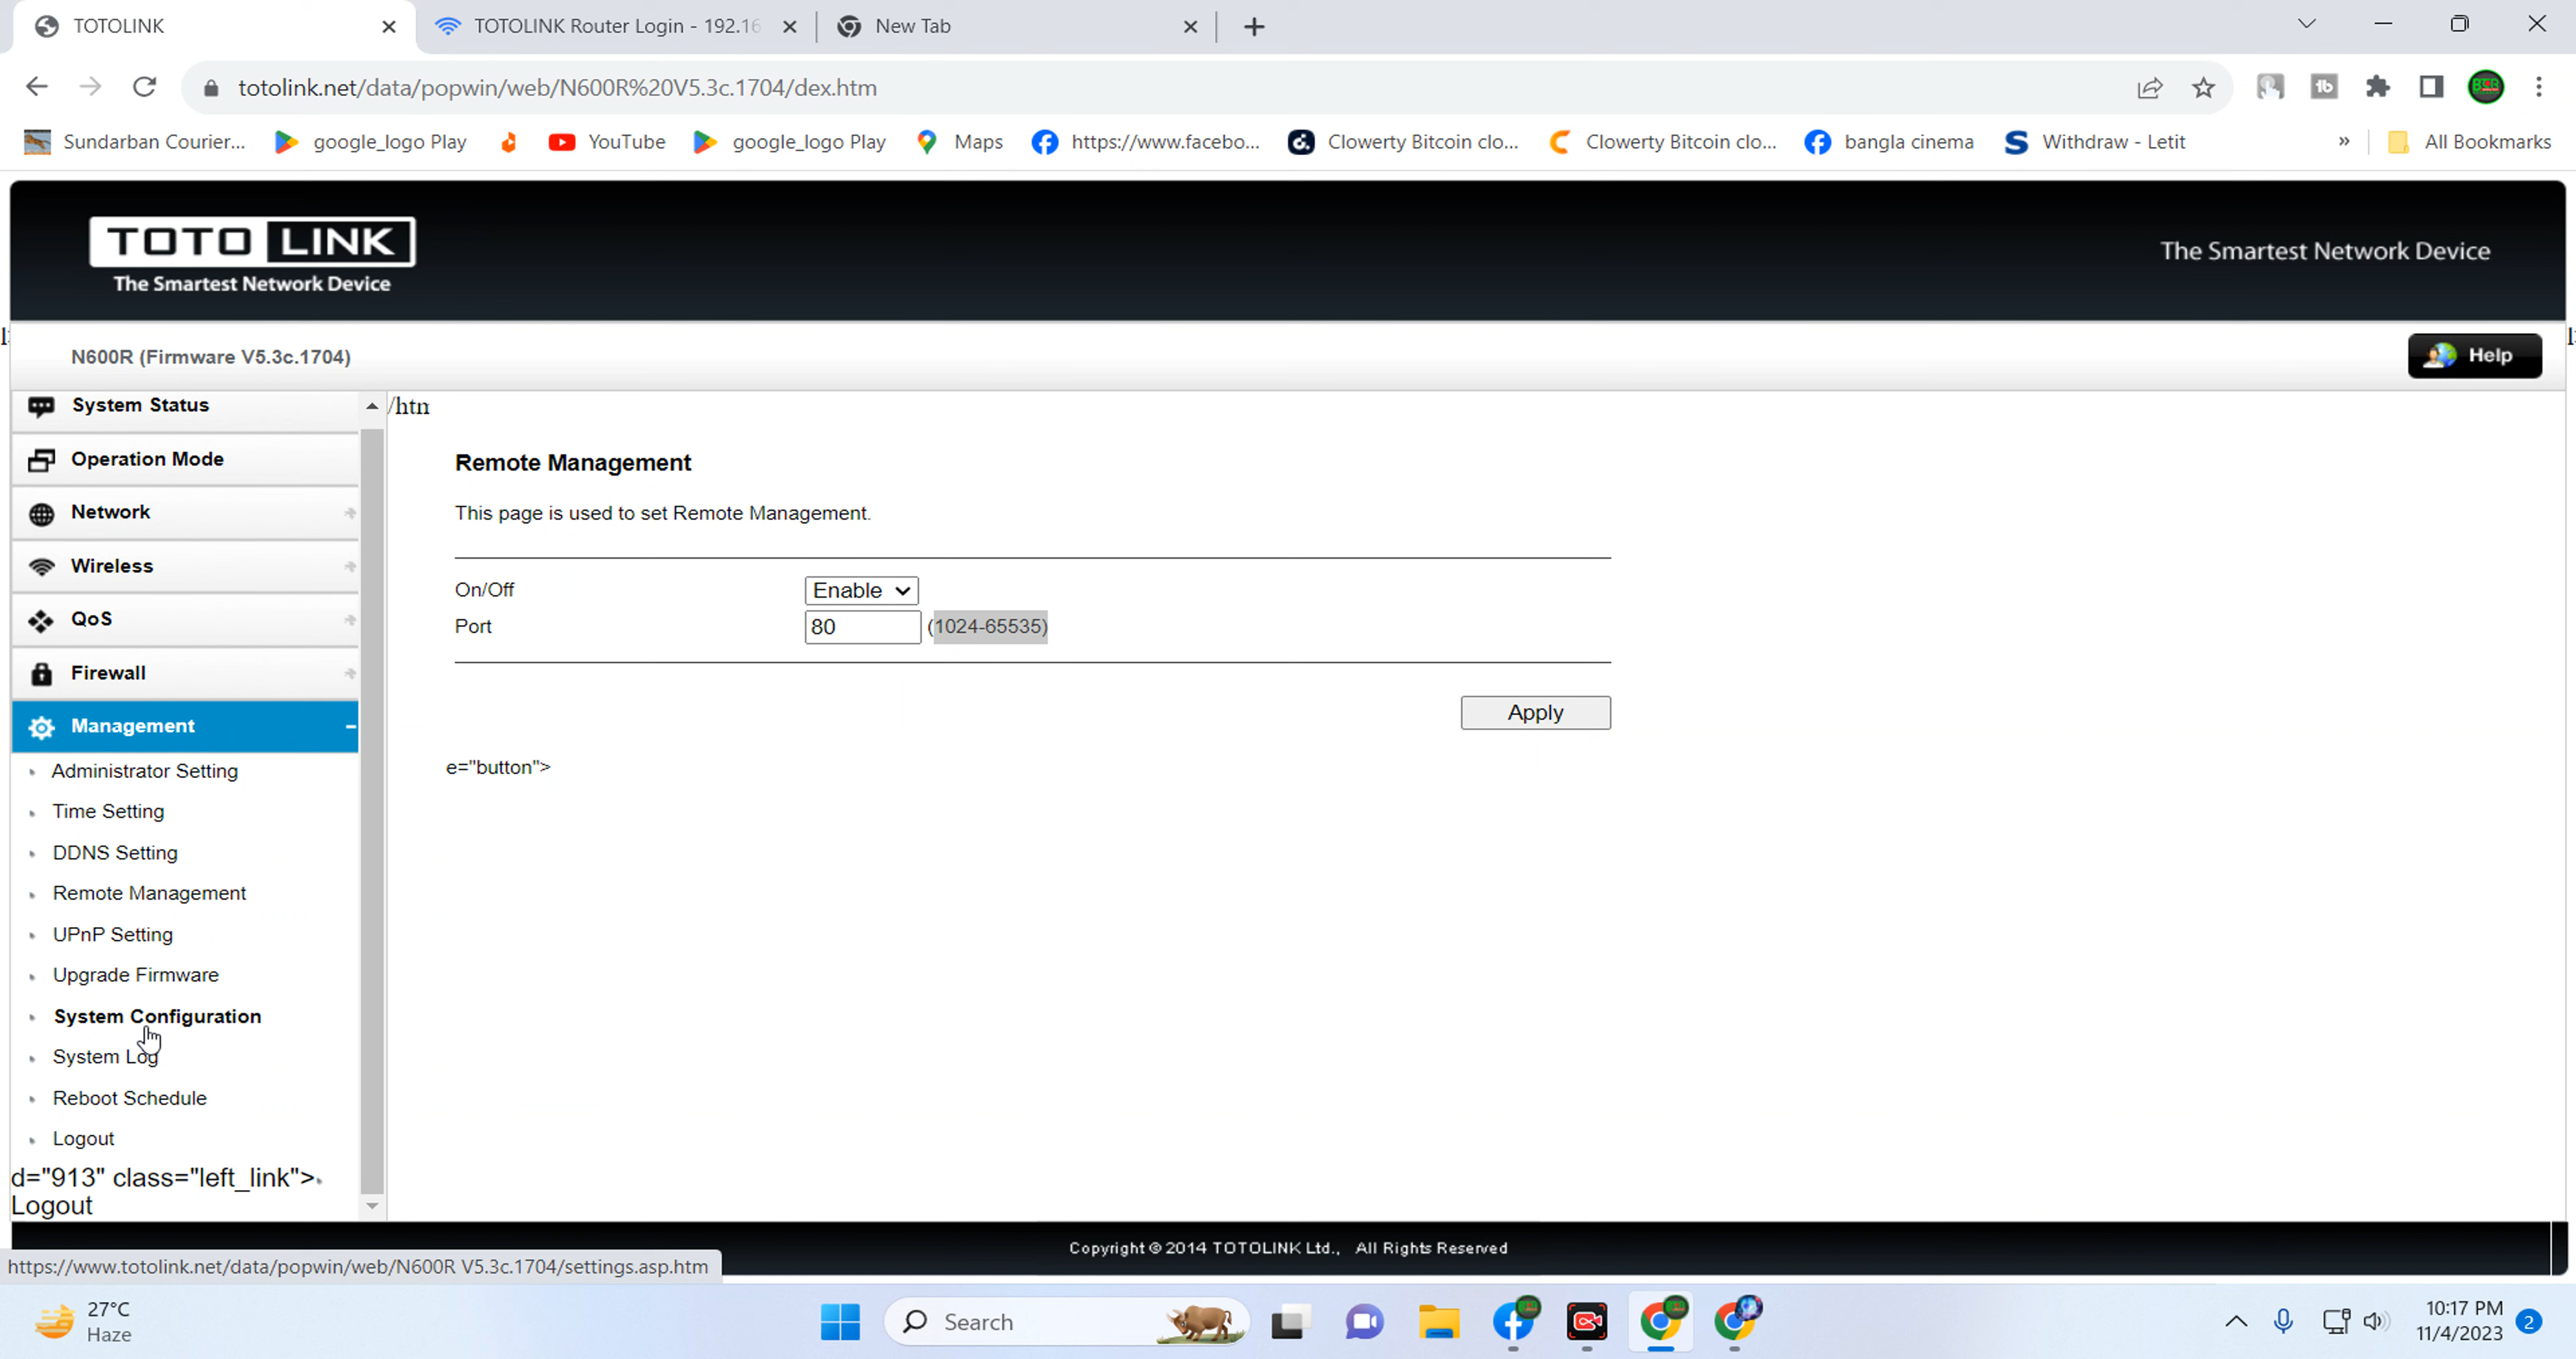 TOTOLINK
TOTOLINK Router Login - 192.16
New Tab
totolink.net/data/popwin/web/N600R%20V5.3c.1704/dex.htm
Sundarban Courier...
google_logo Play
YouTube
google_logo Play
Maps
https://www.facebo...
Clowerty Bitcoin clo...
Clowerty Bitcoin clo...
bangla cinema
Withdraw - Letit
»
All Bookmarks
TOTO LINK
The Smartest Network Device
The Smartest Network Device
N600R (Firmware V5.3c.1704)
Help
System Status
Operation Mode
Network
Wireless
QoS
Firewall
Management
Administrator Setting
Time Setting
DDNS Setting
Remote Management
UPnP Setting
Upgrade Firmware
System Configuration
System Log
Reboot Schedule
Logout
d="913" class="left_link">
Logout
/htn
Remote Management
This page is used to set Remote Management.
On/Off
Enable
Port
80
(1024-65535)
Apply
e="button">
Copyright © 2014 TOTOLINK Ltd., All Rights Reserved
https://www.totolink.net/data/popwin/web/N600R V5.3c.1704/settings.asp.htm
27°C
Haze
Search
10:17 PM
11/4/2023
2